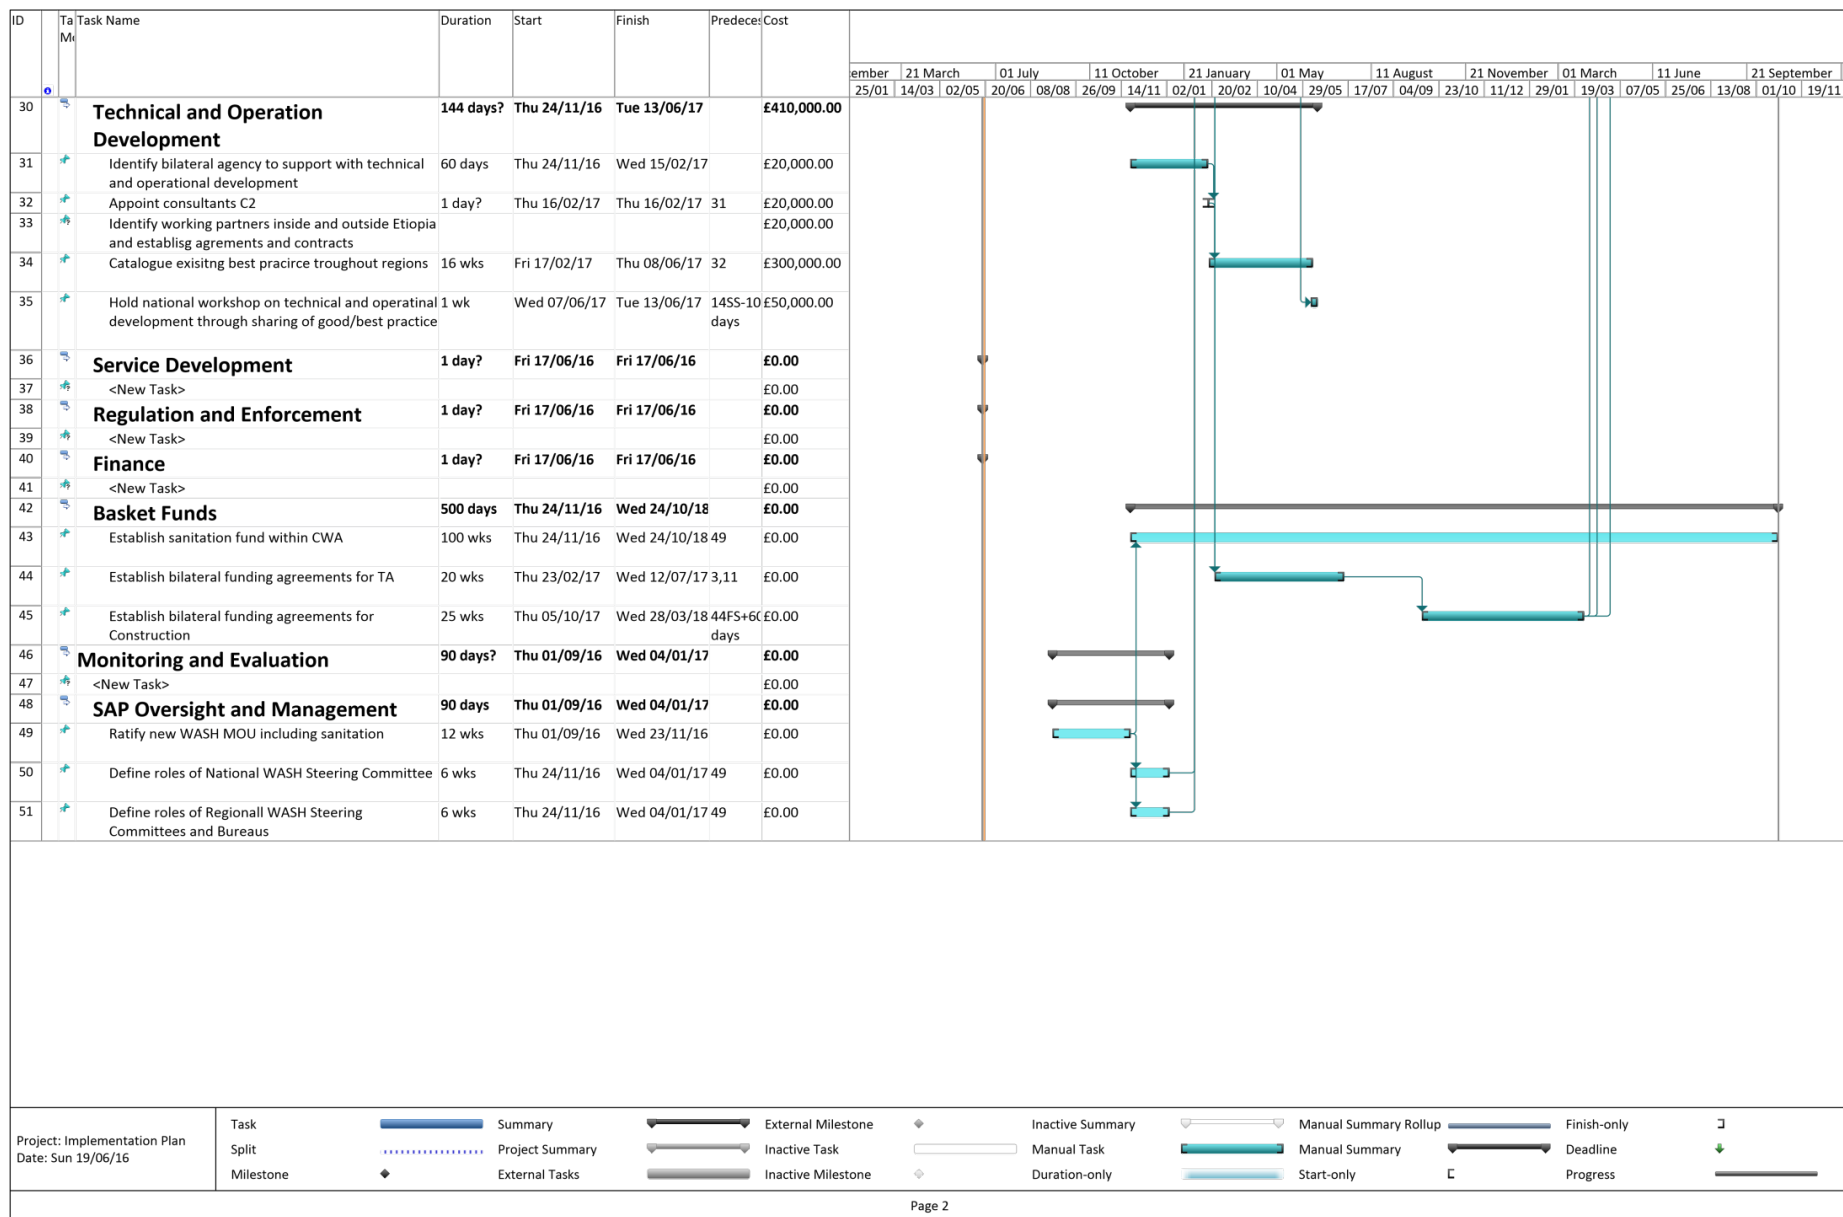 ID Ta Task Name Duration Start Finish Predeces Cost
Mo
ember 21 March 01 July 11 October 21 January 01 May 11 August 21 November 01 March 11 June 21 September
25/01 14/03 02/05 20/06 08/08 26/09 14/11 02/01 20/02 10/04 29/05 17/07 04/09 23/10 11/12 29/01 19/03 07/05 25/06 13/08 01/10 19/11
30 Technical and Operation 144 days? Thu 24/11/16 Tue 13/06/17 £410,000.00
Development
31 Identify bilateral agency to support with technical 60 days Thu 24/11/16 Wed 15/02/17 £20,000.00
and operational development
32 Appoint consultants C2 1 day? Thu 16/02/17 Thu 16/02/17 31 £20,000.00
33 Identify working partners inside and outside Etiopia £20,000.00
and establisg agrements and contracts
34 Catalogue exisitng best pracirce troughout regions 16 wks Fri 17/02/17 Thu 08/06/17 32 £300,000.00
35 Hold national workshop on technical and operatinal 1 wk Wed 07/06/17 Tue 13/06/17 14SS-10 £50,000.00
development through sharing of good/best practice days
36 Service Development 1 day? Fri 17/06/16 Fri 17/06/16 £0.00
37 <New Task> £0.00
38 Regulation and Enforcement 1 day? Fri 17/06/16 Fri 17/06/16 £0.00
39 <New Task> £0.00
40 Finance 1 day? Fri 17/06/16 Fri 17/06/16 £0.00
41 <New Task> £0.00
42 Basket Funds 500 days Thu 24/11/16 Wed 24/10/18 £0.00
43 Establish sanitation fund within CWA 100 wks Thu 24/11/16 Wed 24/10/18 49 £0.00
44 Establish bilateral funding agreements for TA 20 wks Thu 23/02/17 Wed 12/07/17 3,11 £0.00
45 Establish bilateral funding agreements for 25 wks Thu 05/10/17 Wed 28/03/18 44FS+60 £0.00
Construction days
46 Monitoring and Evaluation 90 days? Thu 01/09/16 Wed 04/01/17 £0.00
47 <New Task> £0.00
48 SAP Oversight and Management 90 days Thu 01/09/16 Wed 04/01/17 £0.00
49 Ratify new WASH MOU including sanitation 12 wks Thu 01/09/16 Wed 23/11/16 £0.00
50 Define roles of National WASH Steering Committee 6 wks Thu 24/11/16 Wed 04/01/17 49 £0.00
51 Define roles of Regionall WASH Steering 6 wks Thu 24/11/16 Wed 04/01/17 49 £0.00
Committees and Bureaus
Project: Implementation Plan
Date: Sun 19/06/16
Task Summary External Milestone Inactive Summary Manual Summary Rollup Finish-only
Split Project Summary Inactive Task Manual Task Manual Summary Deadline
Milestone External Tasks Inactive Milestone Duration-only Start-only Progress
Page 2